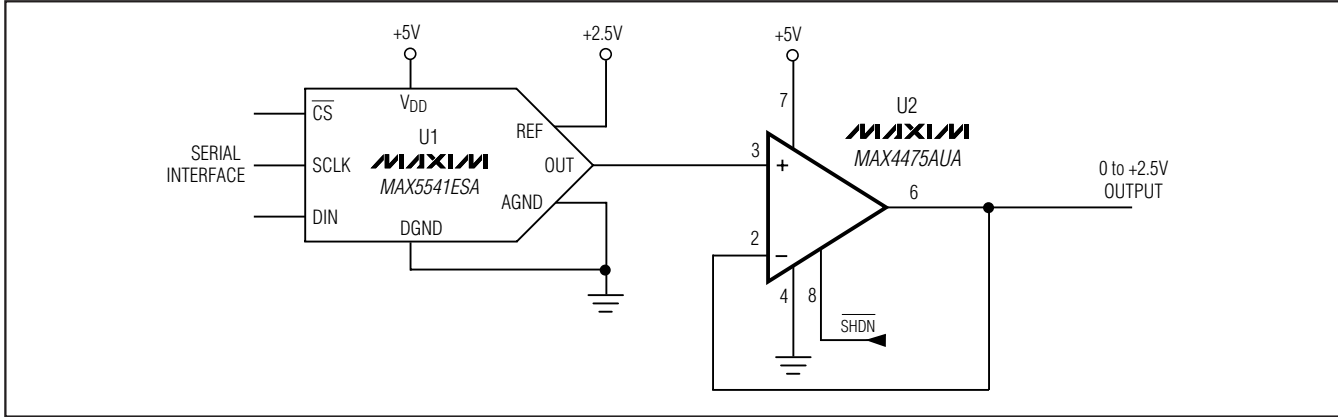 +5V
+2.5V
+5V
CS
VDD
U1
MAXIM
MAX5541ESA
REF
SERIAL
INTERFACE
SCLK
OUT
AGND
DIN
DGND
7
U2
MAXIM
MAX4475AUA
3
+
6
0 to +2.5V
OUTPUT
2
−
4
8
SHDN